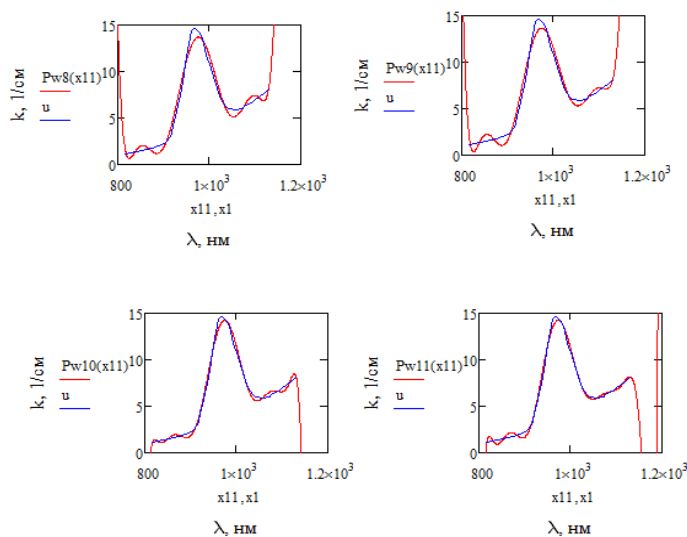 15
10
5
0
k, 1/см
Pw8(x11)
u
800
1×10³
1.2×10³
x11, x1
λ, нм
15
10
5
0
k, 1/см
Pw9(x11)
u
800
1×10³
1.2×10³
x11, x1
λ, нм
15
10
5
0
k, 1/см
Pw10(x11)
u
800
1×10³
1.2×10³
x11, x1
λ, нм
15
10
5
0
k, 1/см
Pw11(x11)
u
800
1×10³
1.2×10³
x11, x1
λ, нм